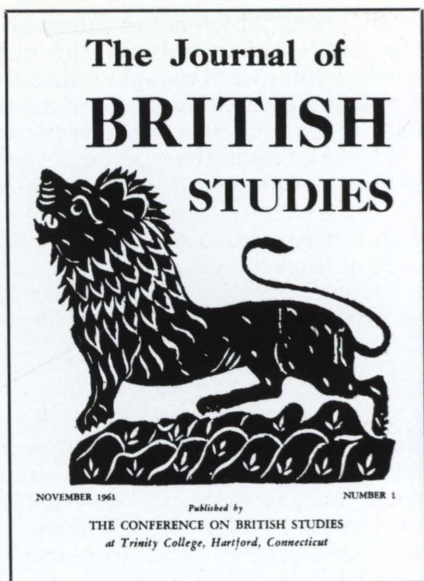 The Journal of
BRITISH
STUDIES
NOVEMBER 1961
NUMBER 1
Published by
THE CONFERENCE ON BRITISH STUDIES
at Trinity College, Hartford, Connecticut